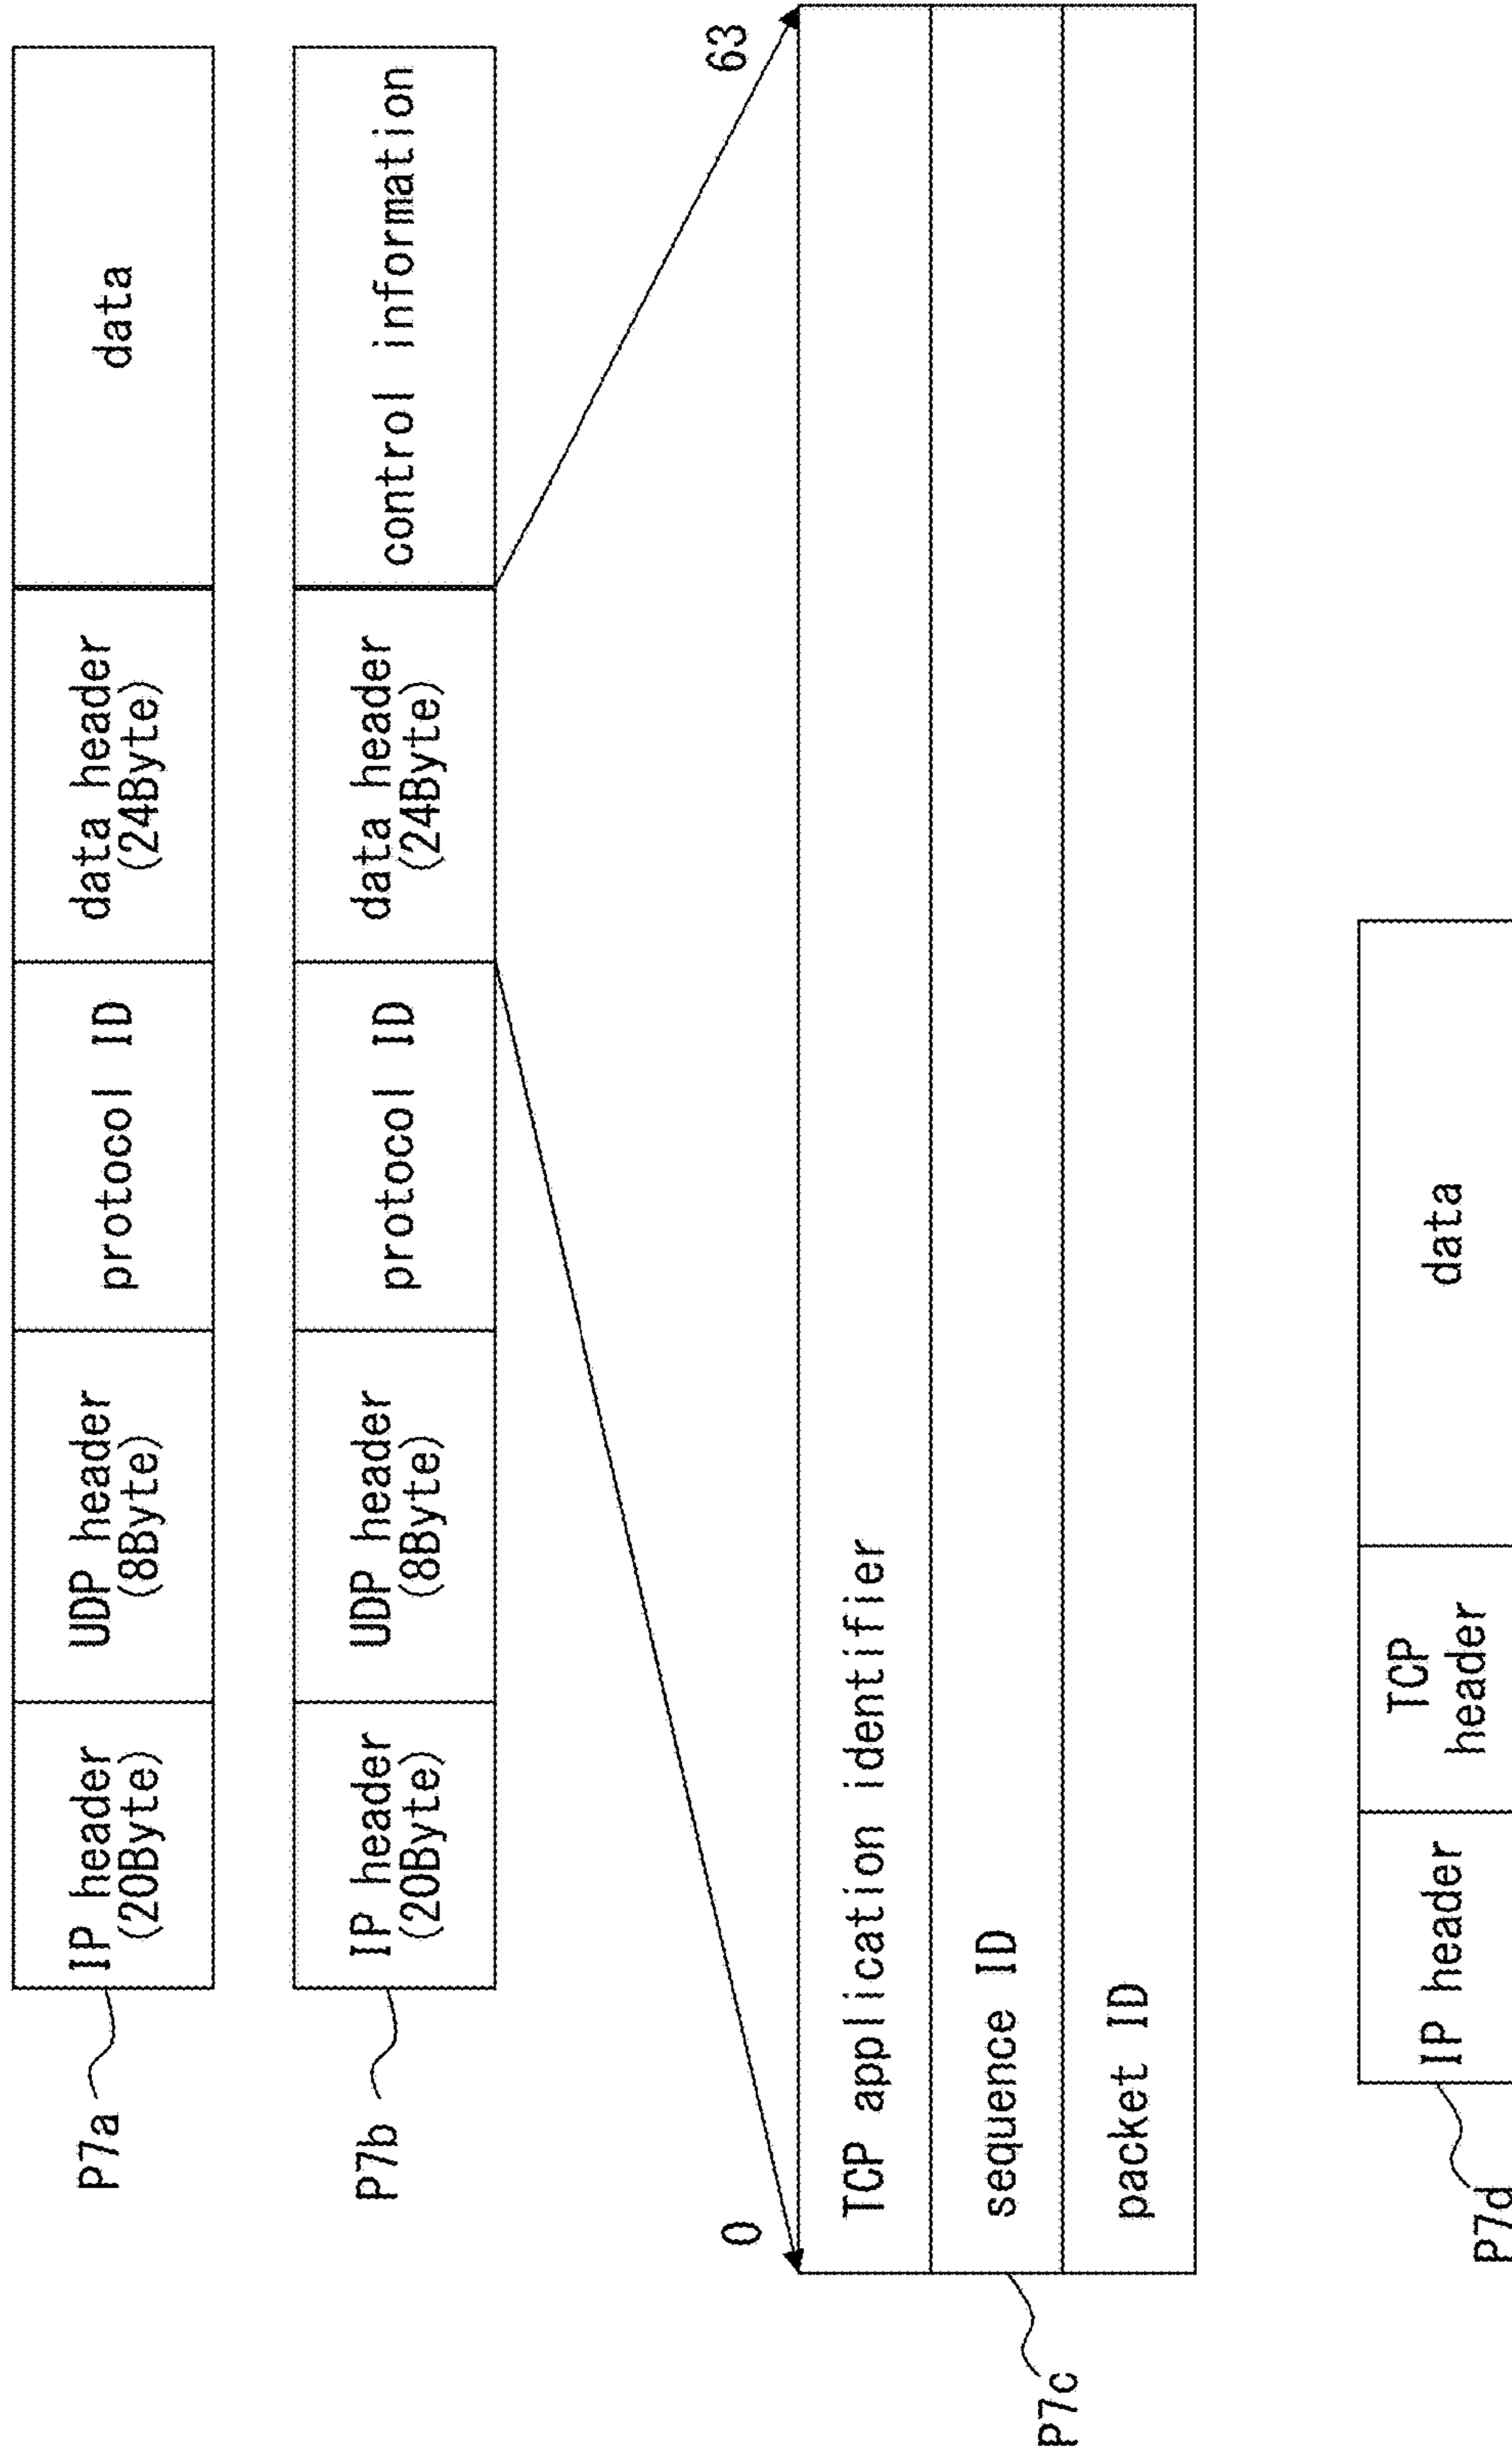 P7a
IP header
(20Byte)
UDP header
(8Byte)
protocol ID
data header
(24Byte)
data
P7b
IP header
(20Byte)
UDP header
(8Byte)
protocol ID
data header
(24Byte)
control information
0
63
P7c
TCP application identifier
sequence ID
packet ID
P7d
IP header
TCP
header
data